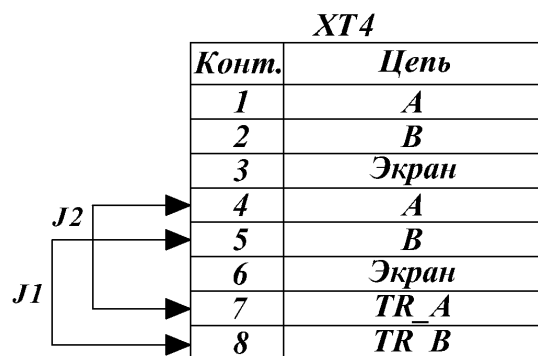 XT4
Конт. Цепь
1 A
2 B
3 Экран
4 A
J2
5 B
6 Экран
J1
7 TR_A
8 TR_B